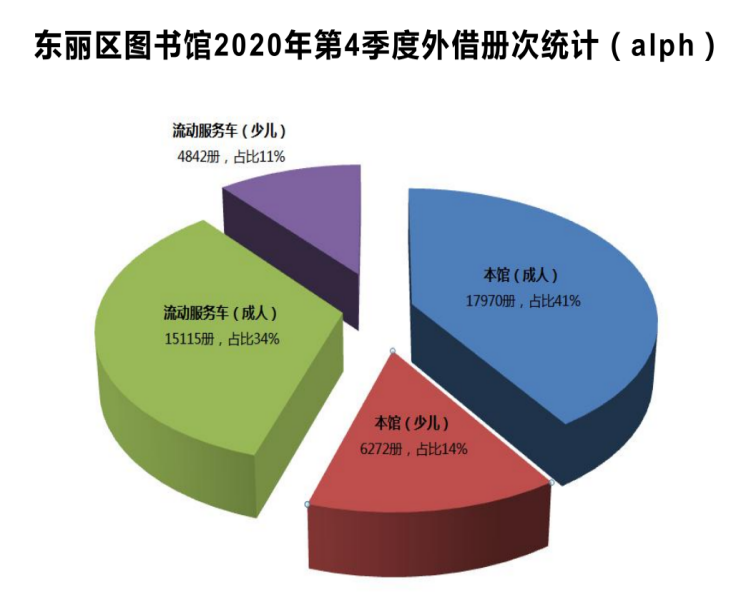 东丽区图书馆2020年第4季度外借册次统计（alph）
流动服务车（少儿）
4842册，占比11%
本馆（成人）
17970册，占比41%
流动服务车（成人）
15115册，占比34%
本馆（少儿）
6272册，占比14%